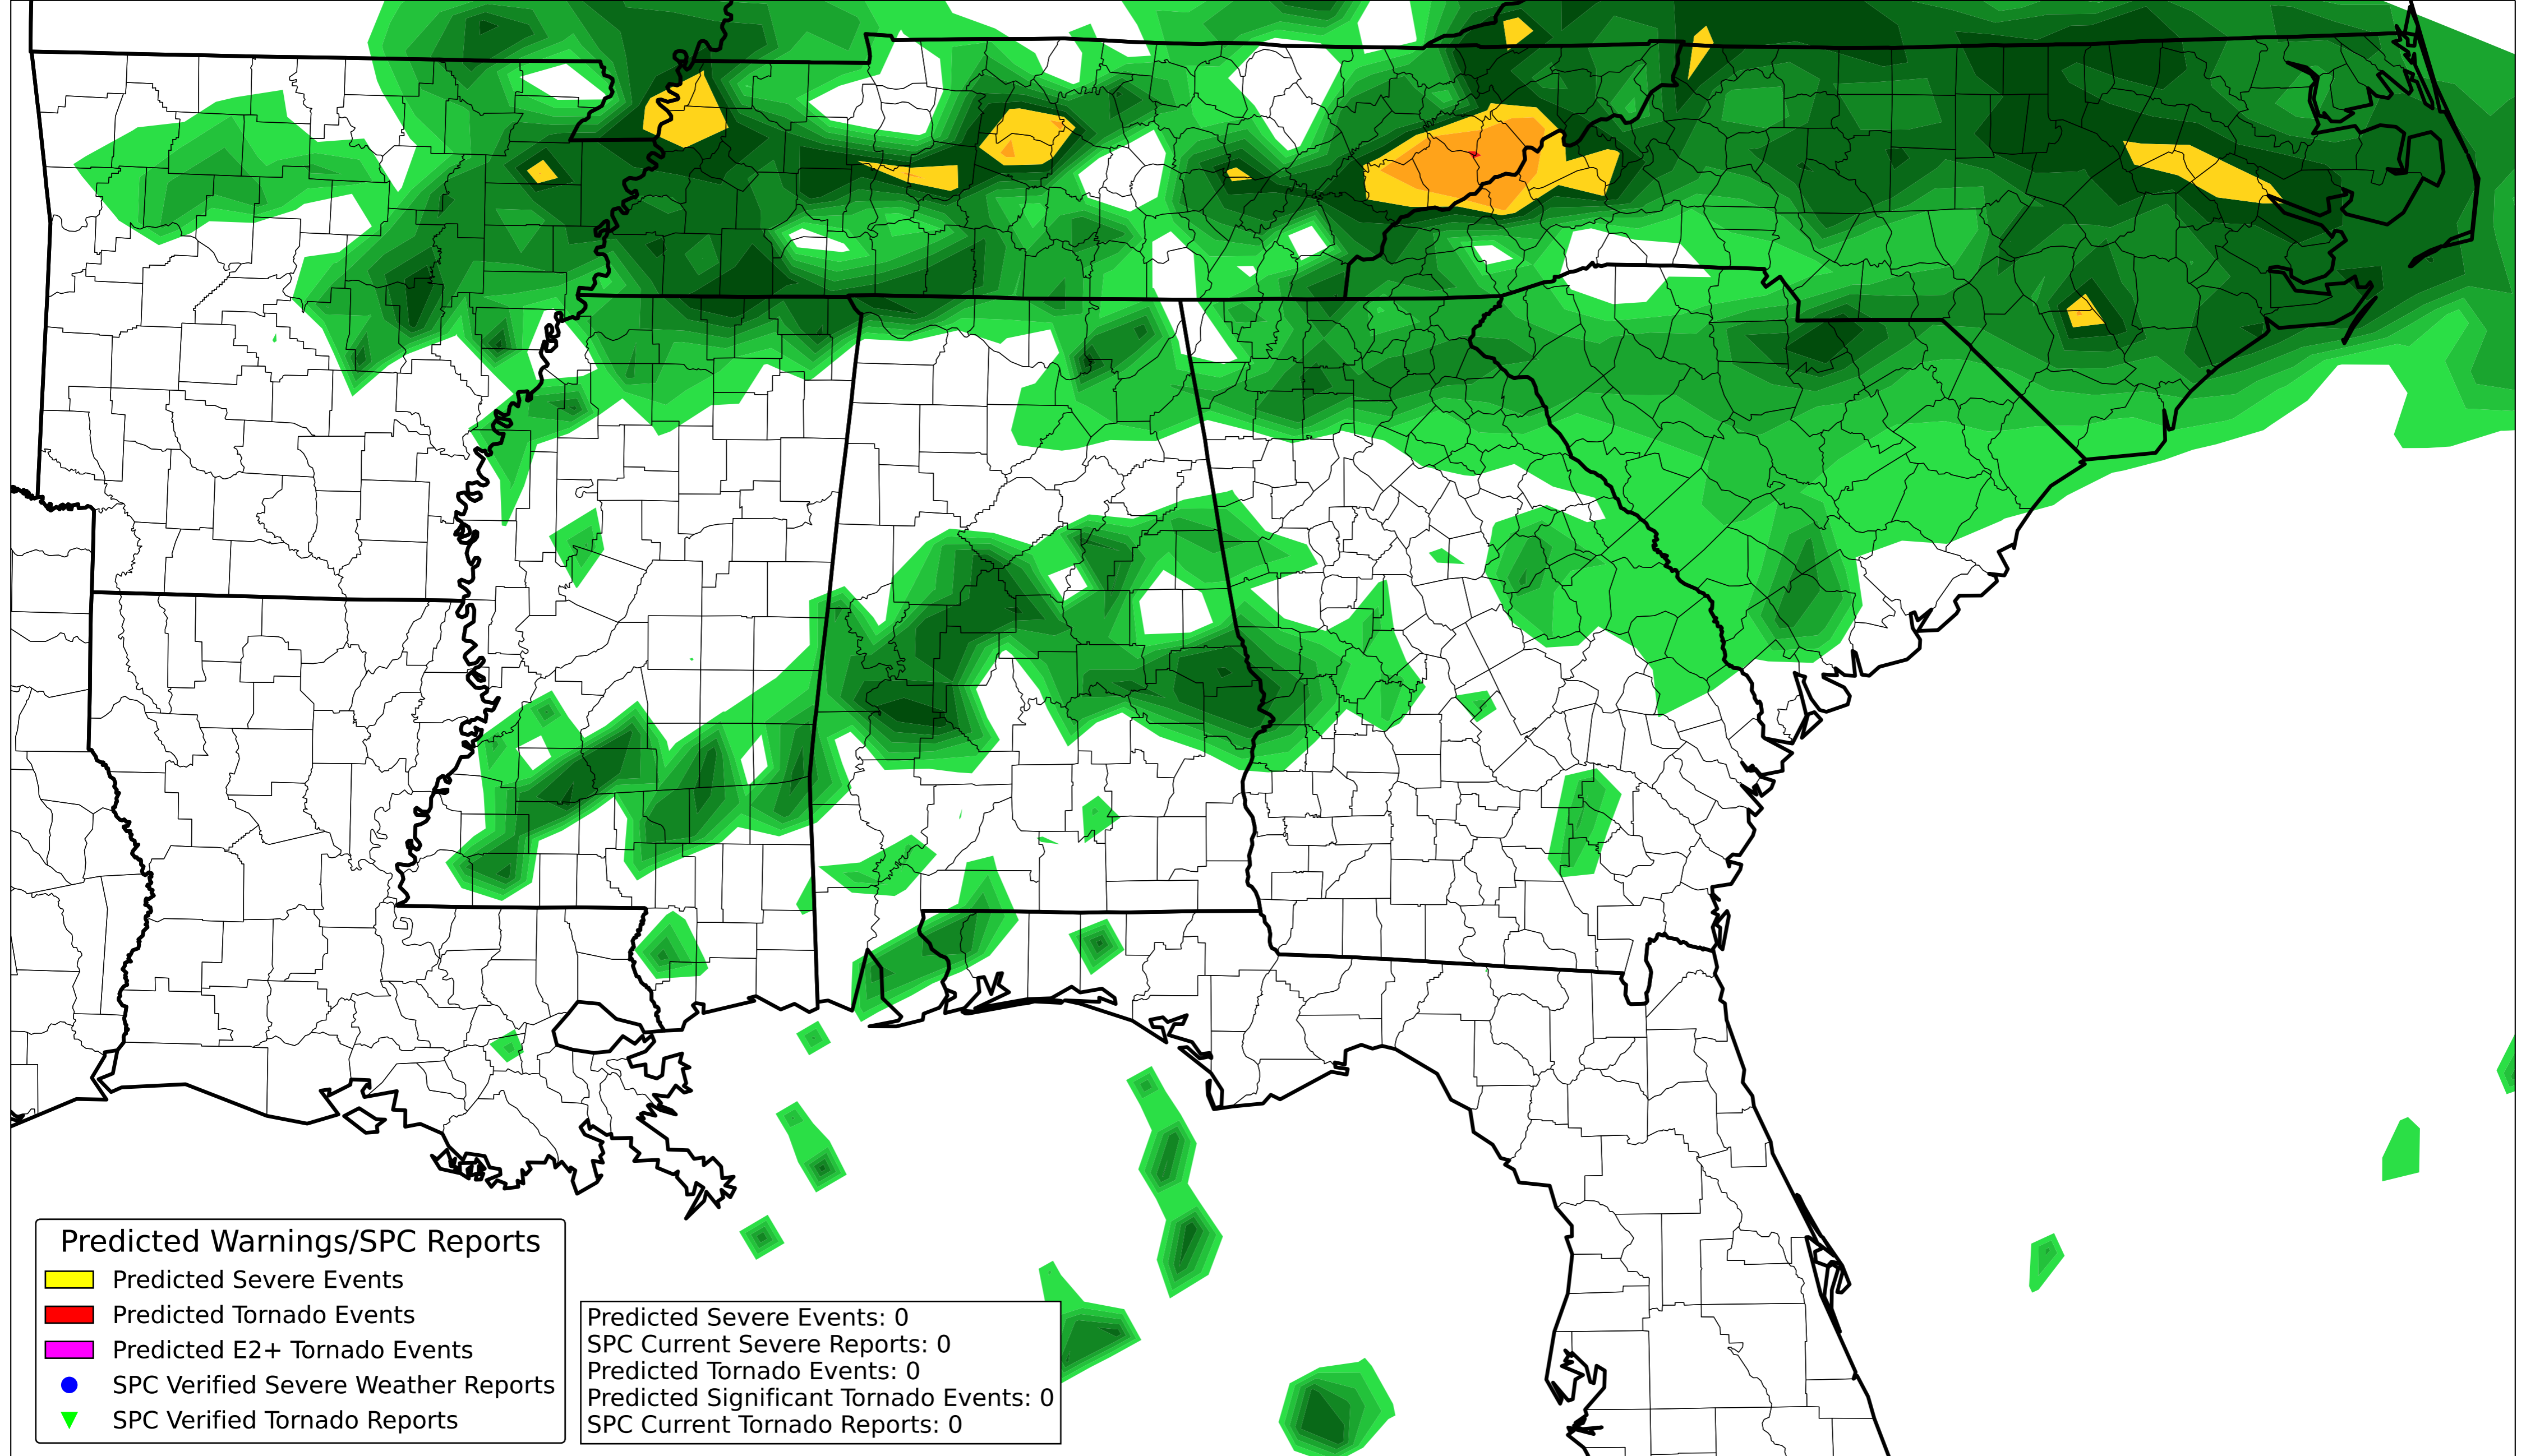 Predicted Warnings/SPC Reports
Predicted Severe Events
Predicted Tornado Events
Predicted E2+ Tornado Events
SPC Verified Severe Weather Reports
SPC Verified Tornado Reports
Predicted Severe Events: 0
SPC Current Severe Reports: 0
Predicted Tornado Events: 0
Predicted Significant Tornado Events: 0
SPC Current Tornado Reports: 0